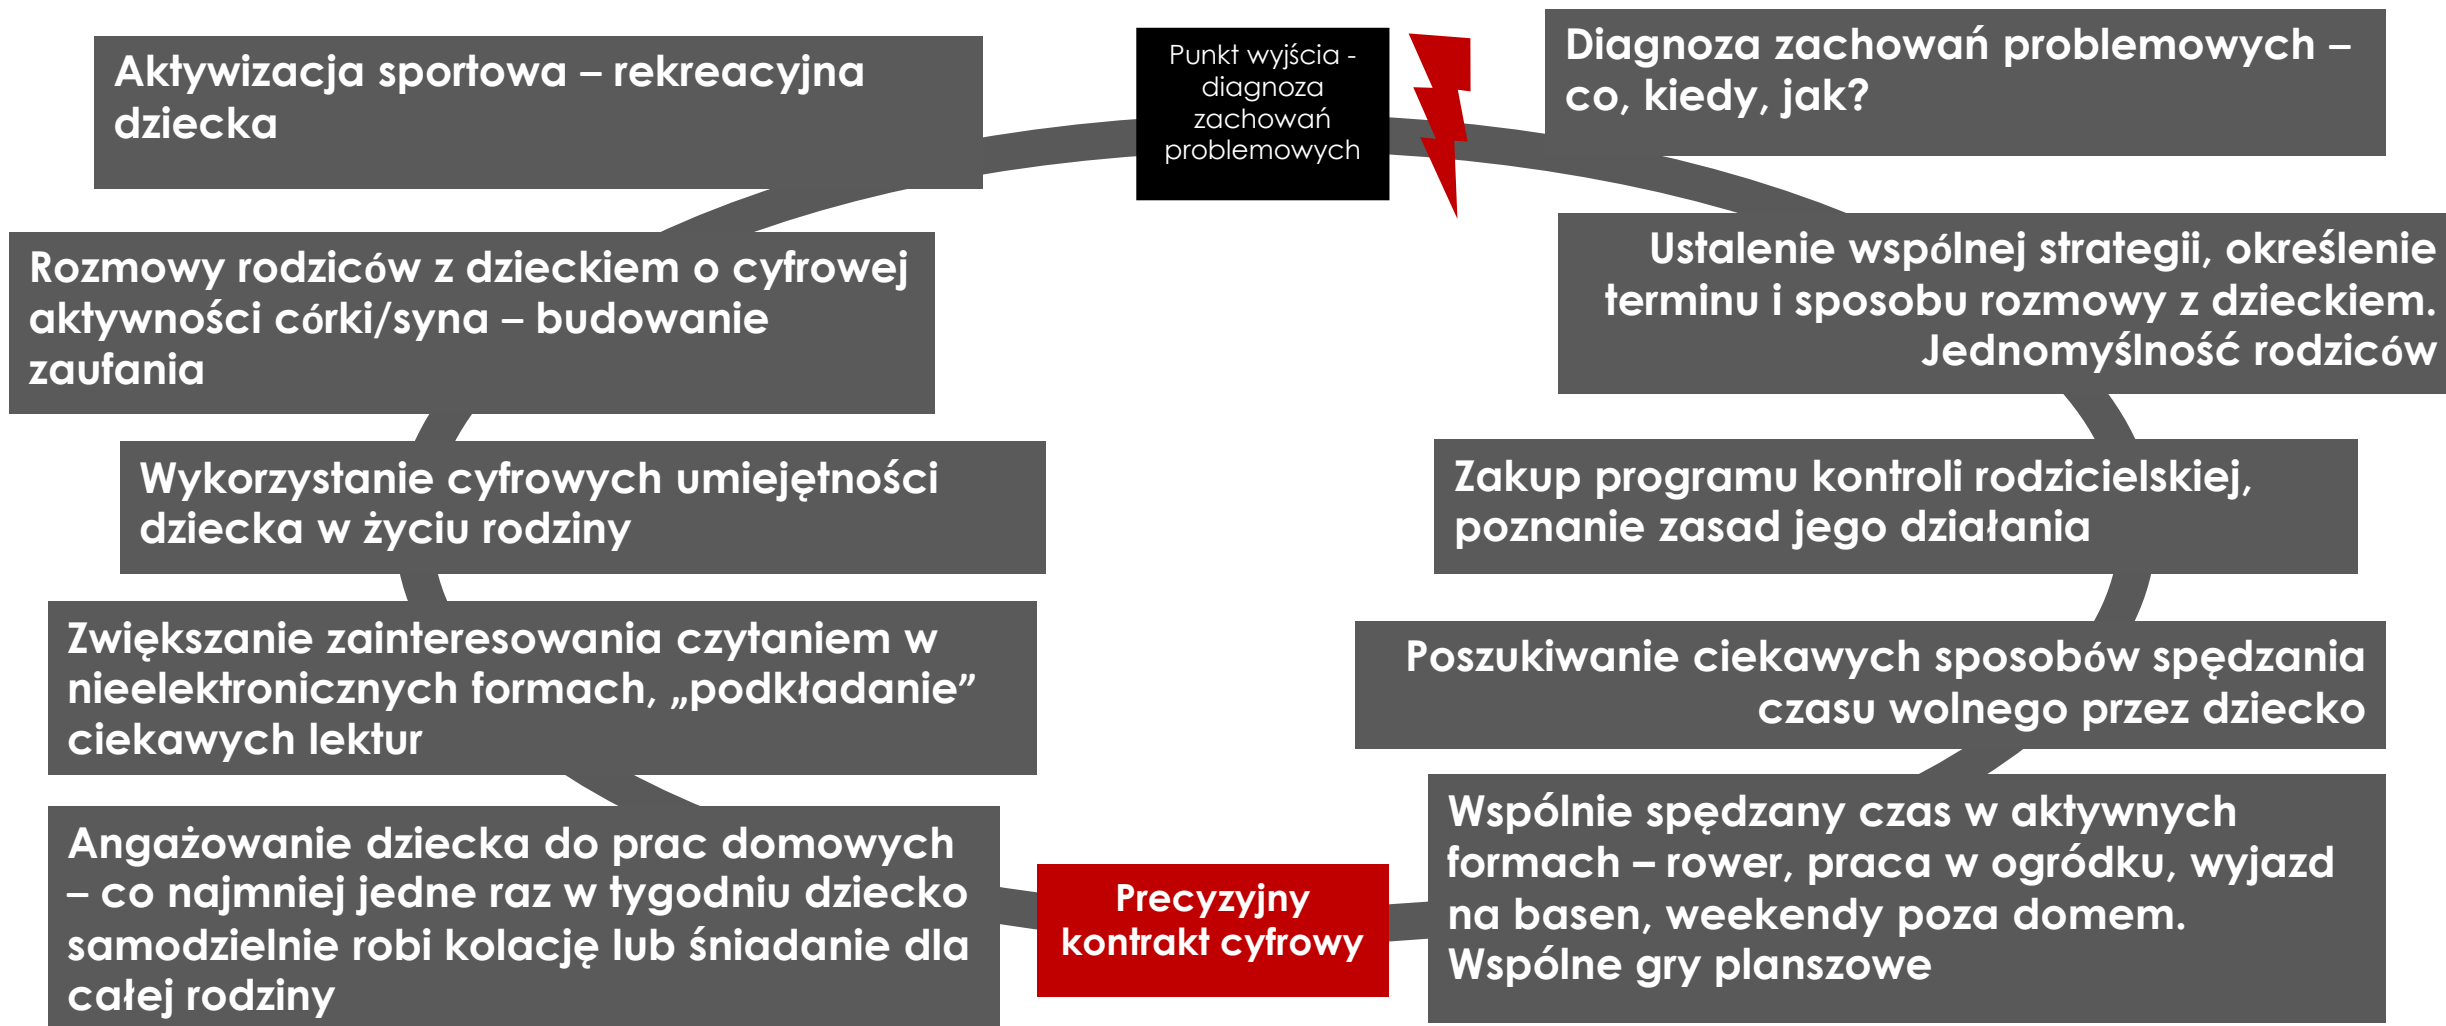 Punkt wyjścia -
diagnoza
zachowań
problemowych
Diagnoza zachowań problemowych –
co, kiedy, jak?
Ustalenie wspólnej strategii, określenie
terminu i sposobu rozmowy z dzieckiem.
Jednomyślność rodziców
Zakup programu kontroli rodzicielskiej,
poznanie zasad jego działania
Poszukiwanie ciekawych sposobów spędzania
czasu wolnego przez dziecko
Wspólnie spędzany czas w aktywnych
formach – rower, praca w ogródku, wyjazd
na basen, weekendy poza domem.
Wspólne gry planszowe
Precyzyjny
kontrakt cyfrowy
Angażowanie dziecka do prac domowych
– co najmniej jedne raz w tygodniu dziecko
samodzielnie robi kolację lub śniadanie dla
całej rodziny
Zwiększanie zainteresowania czytaniem w
nieelektronicznych formach, „podkładanie”
ciekawych lektur
Wykorzystanie cyfrowych umiejętności
dziecka w życiu rodziny
Rozmowy rodziców z dzieckiem o cyfrowej
aktywności córki/syna – budowanie
zaufania
Aktywizacja sportowa – rekreacyjna
dziecka